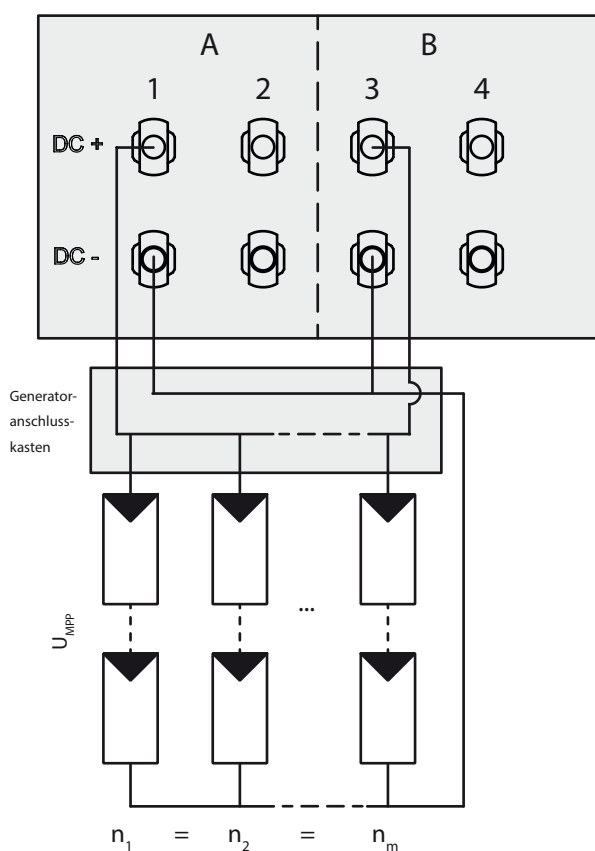 A B
1 2 3 4
DC +
DC -
Generator-
anschluss-
kasten
...
U_MPP
n_1 = n_2 = n_m